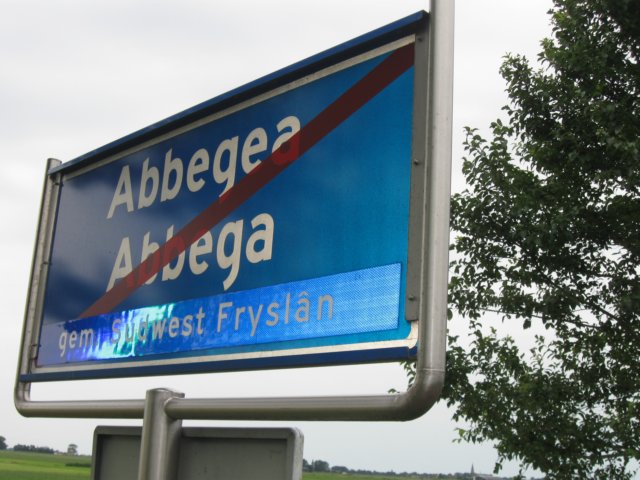 Abbegea
Abbega
gem. Súdwest Fryslân